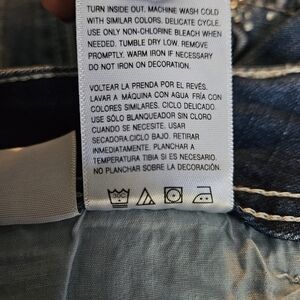 TURN INSIDE OUT. MACHINE WASH COLD
WITH SIMILAR COLORS. DELICATE CYCLE.
USE ONLY NON-CHLORINE BLEACH WHEN
NEEDED. TUMBLE DRY LOW. REMOVE
PROMPTLY. WARM IRON IF NECESSARY
DO NOT IRON ON DECORATION.
VOLTEAR LA PRENDA POR EL REVÉS.
LAVAR A MÁQUINA CON AGUA FRÍA CON
COLORES SIMILARES. CICLO DELICADO.
USE SÓLO BLANQUEADOR SIN CLORO
CUANDO SE NECESITE. USAR
SECADORA,CICLO BAJO. RETIRAR
INMEDIATAMENTE. PLANCHAR A
TEMPERATURA TIBIA SI ES NECESARIO.
NO PLANCHAR SOBRE LA DECORACIÓN.